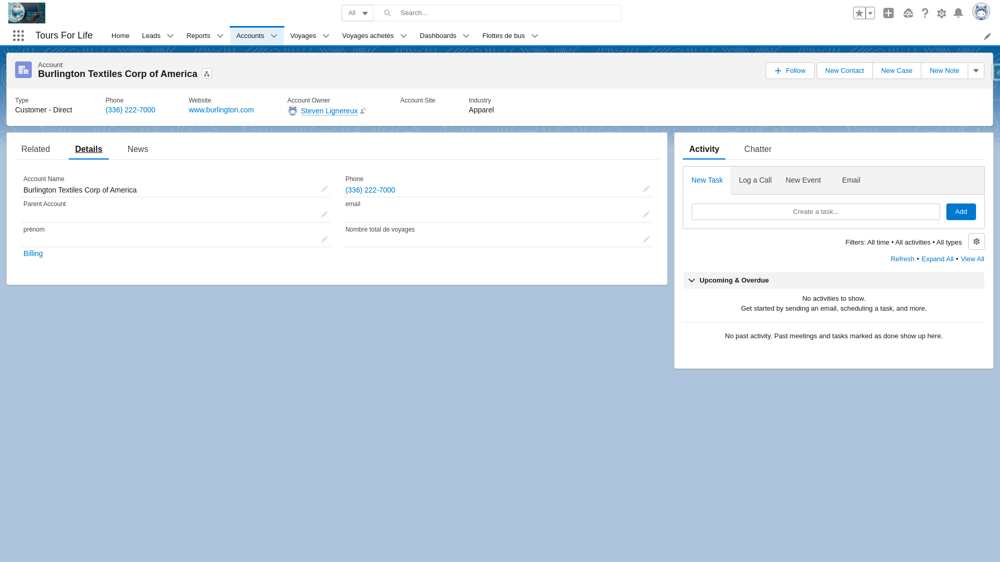 All
Search...
Tours For Life
Home
Leads
Reports
Accounts
Voyages
Voyages achetés
Dashboards
Flottes de bus
Account
Burlington Textiles Corp of America
Follow
New Contact
New Case
New Note
Type
Customer - Direct
Phone
(336) 222-7000
Website
www.burlington.com
Account Owner
Steven Lignereux
Account Site
Industry
Apparel
Related
Details
News
Account Name
Burlington Textiles Corp of America
Phone
(336) 222-7000
Parent Account
email
prénom
Nombre total de voyages
Billing
Activity
Chatter
New Task
Log a Call
New Event
Email
Create a task...
Add
Filters: All time • All activities • All types
Refresh • Expand All • View All
Upcoming & Overdue
No activities to show.
Get started by sending an email, scheduling a task, and more.
No past activity. Past meetings and tasks marked as done show up here.